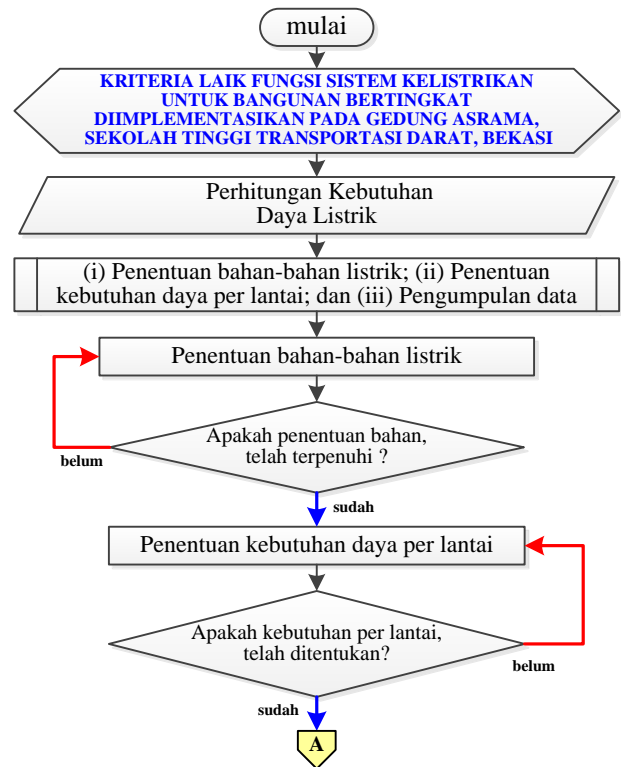 mulai
KRITERIA LAIK FUNGSI SISTEM KELISTRIKAN
UNTUK BANGUNAN BERTINGKAT
DIIMPLEMENTASIKAN PADA GEDUNG ASRAMA,
SEKOLAH TINGGI TRANSPORTASI DARAT, BEKASI
Perhitungan Kebutuhan
Daya Listrik
(i) Penentuan bahan-bahan listrik; (ii) Penentuan
kebutuhan daya per lantai; dan (iii) Pengumpulan data
Penentuan bahan-bahan listrik
Apakah penentuan bahan,
telah terpenuhi ?
belum
sudah
Penentuan kebutuhan daya per lantai
Apakah kebutuhan per lantai,
telah ditentukan?
belum
sudah
A